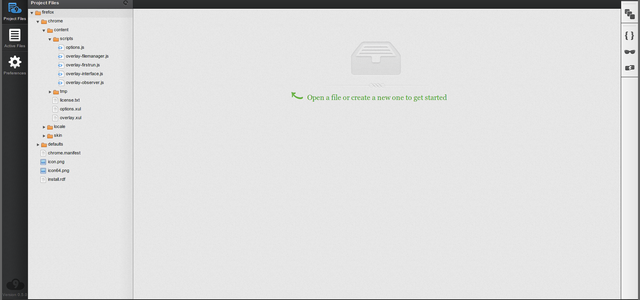 Project Files
Project Files
Active Files
Preferences
firefox
chrome
content
scripts
options.js
overlay-filemanager.js
overlay-firstrun.js
overlay-interface.js
overlay-observer.js
tmp
license.txt
options.xul
overlay.xul
locale
skin
defaults
chrome.manifest
icon.png
icon64.png
install.rdf
Open a file or create a new one to get started